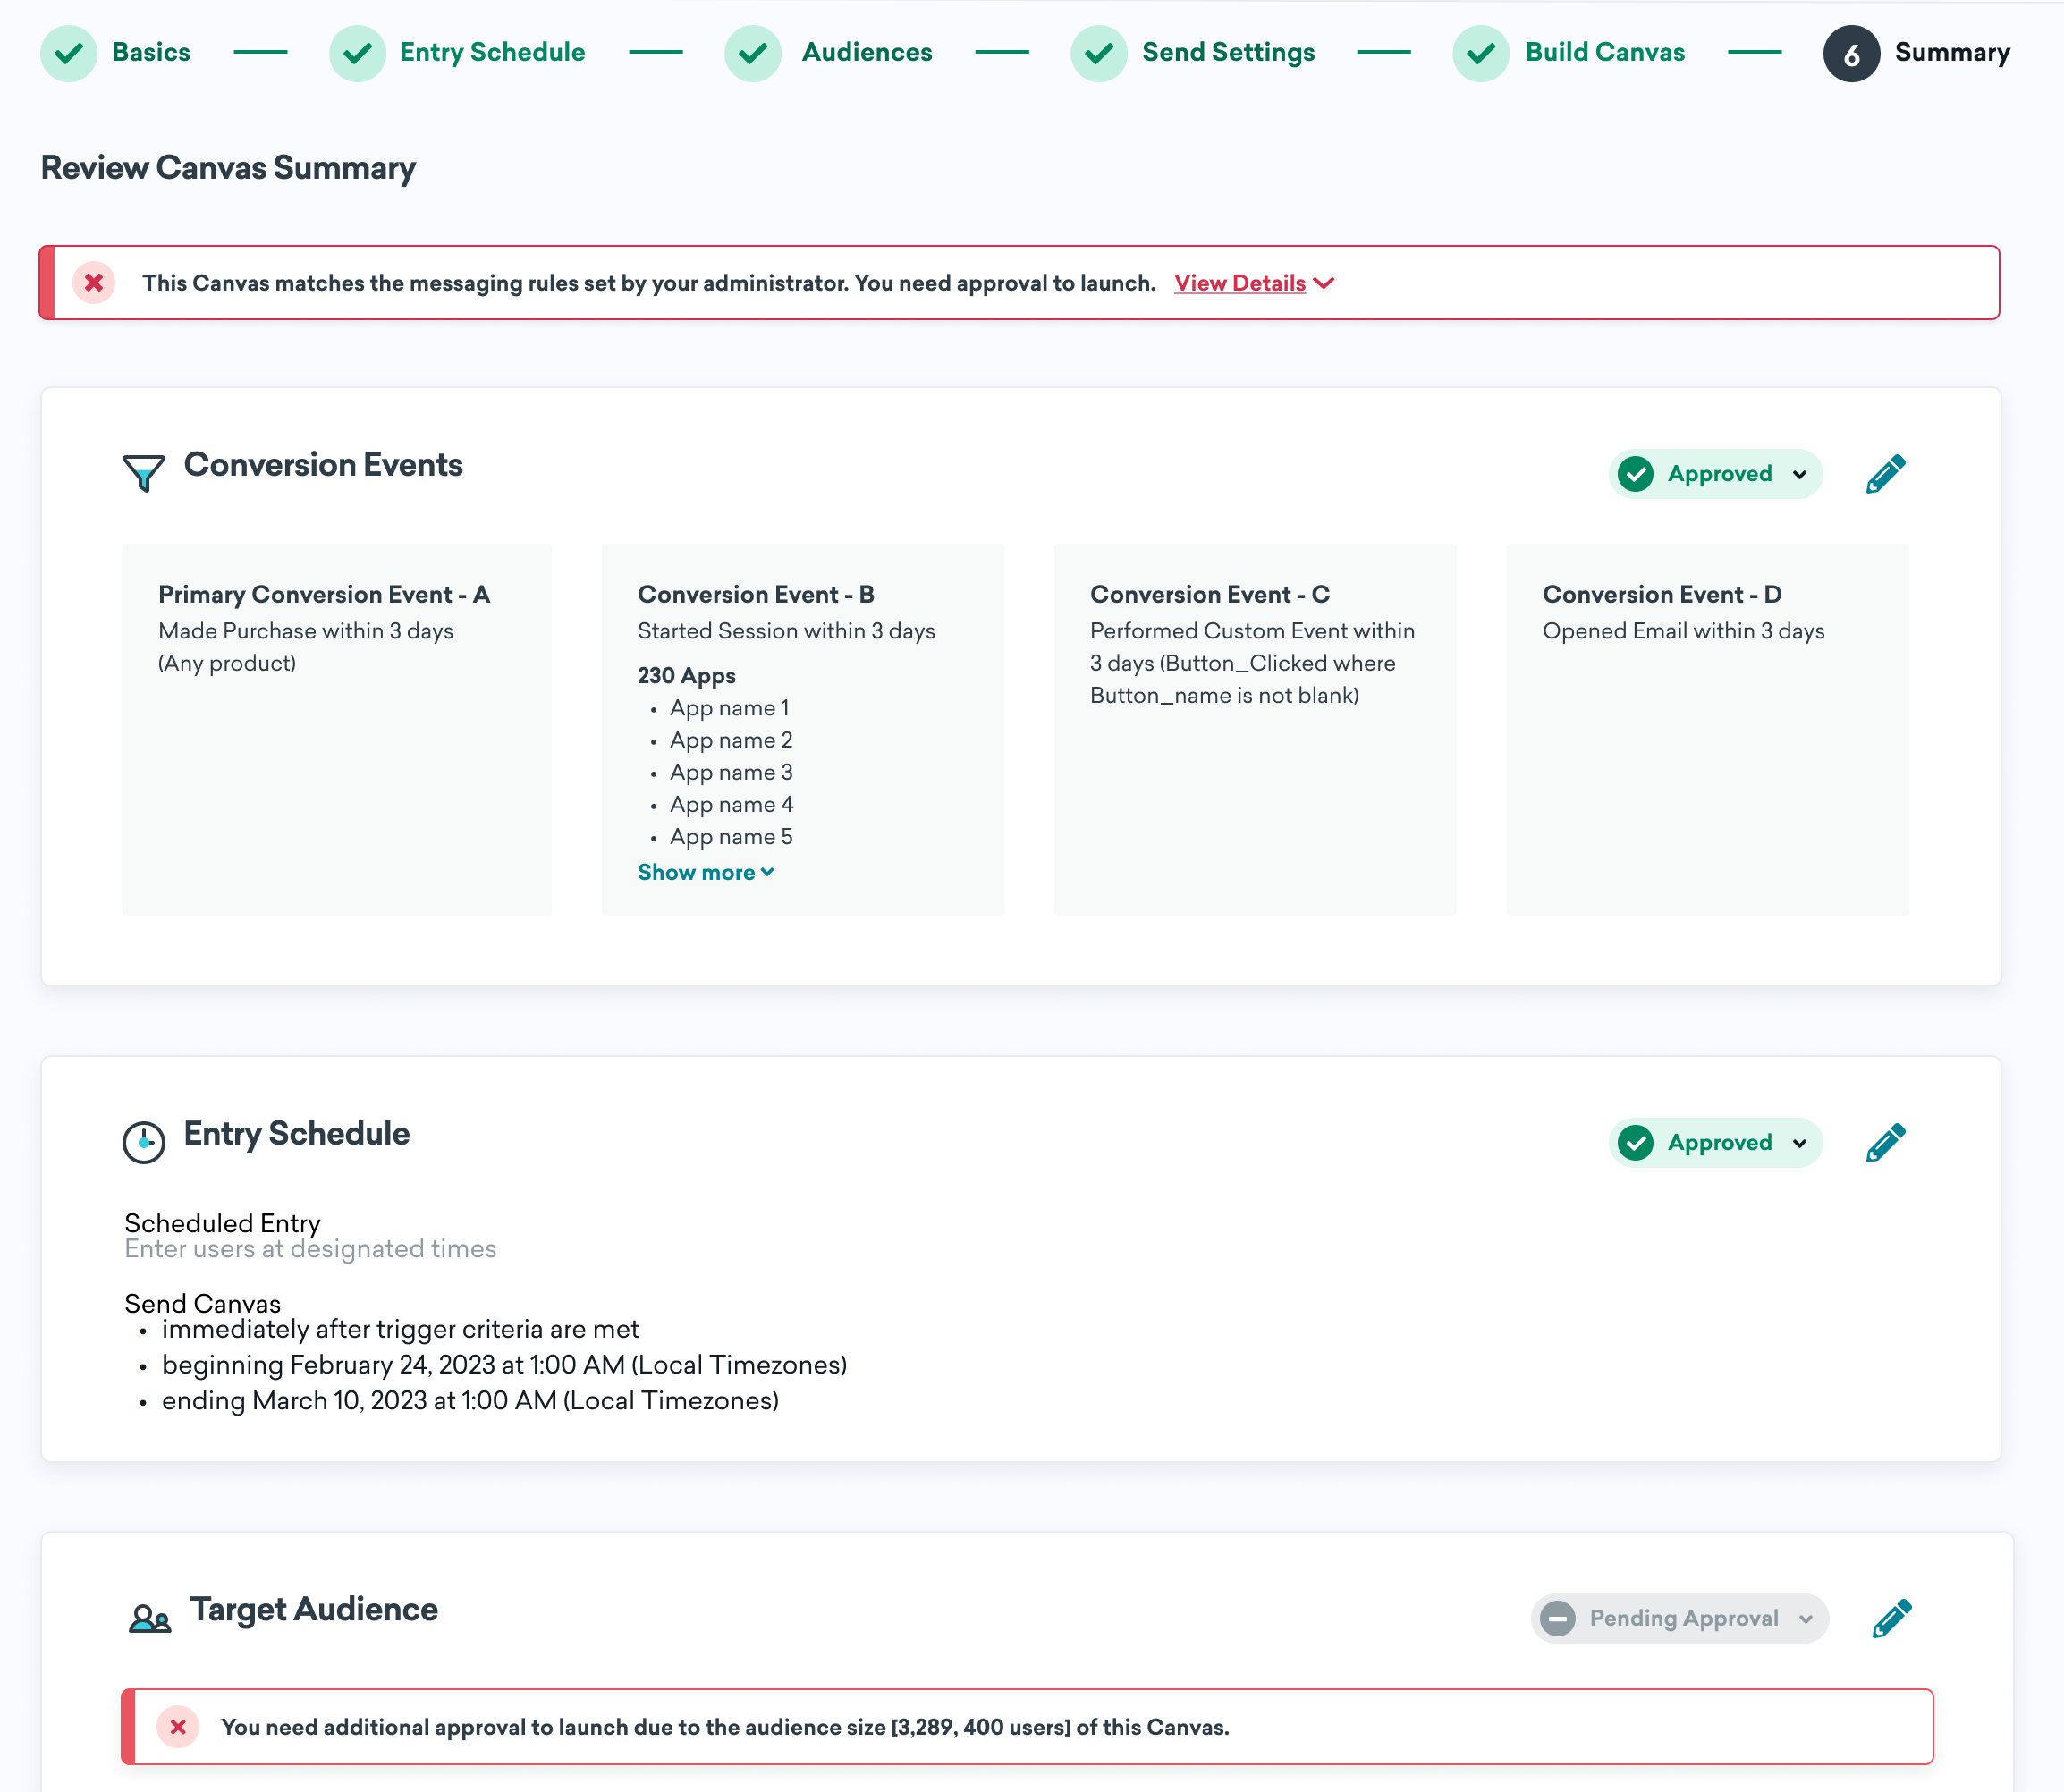 Basics
Entry Schedule
Audiences
Send Settings
Build Canvas
6 Summary
Review Canvas Summary
This Canvas matches the messaging rules set by your administrator. You need approval to launch. View Details
Conversion Events
Approved
Primary Conversion Event - A
Made Purchase within 3 days
(Any product)
Conversion Event - B
Started Session within 3 days
230 Apps
• App name 1
• App name 2
• App name 3
• App name 4
• App name 5
Show more
Conversion Event - C
Performed Custom Event within
3 days (Button_Clicked where
Button_name is not blank)
Conversion Event - D
Opened Email within 3 days
Entry Schedule
Approved
Scheduled Entry
Enter users at designated times
Send Canvas
• immediately after trigger criteria are met
• beginning February 24, 2023 at 1:00 AM (Local Timezones)
• ending March 10, 2023 at 1:00 AM (Local Timezones)
Target Audience
Pending Approval
You need additional approval to launch due to the audience size [3,289, 400 users] of this Canvas.